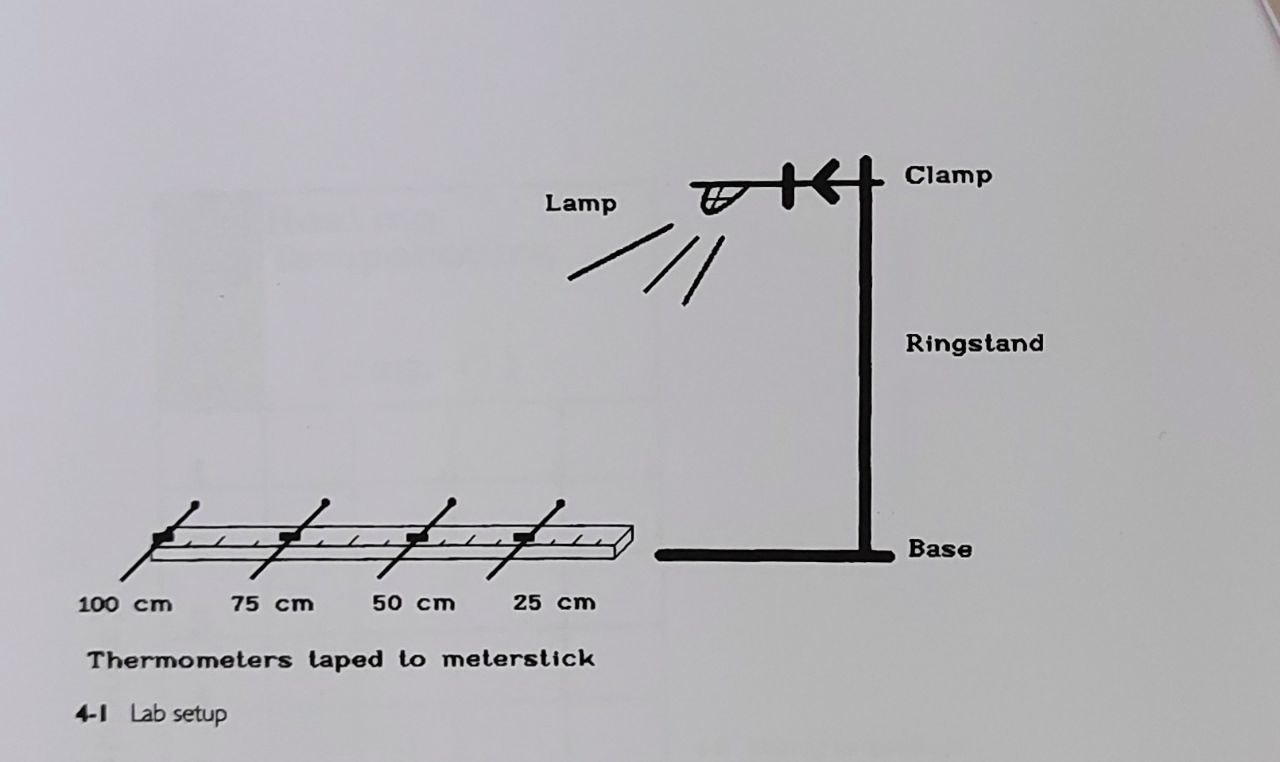 Clamp
Lamp
Ringstand
Base
100 cm 75 cm 50 cm 25 cm
Thermometers taped to meterstick
4-1 Lab setup